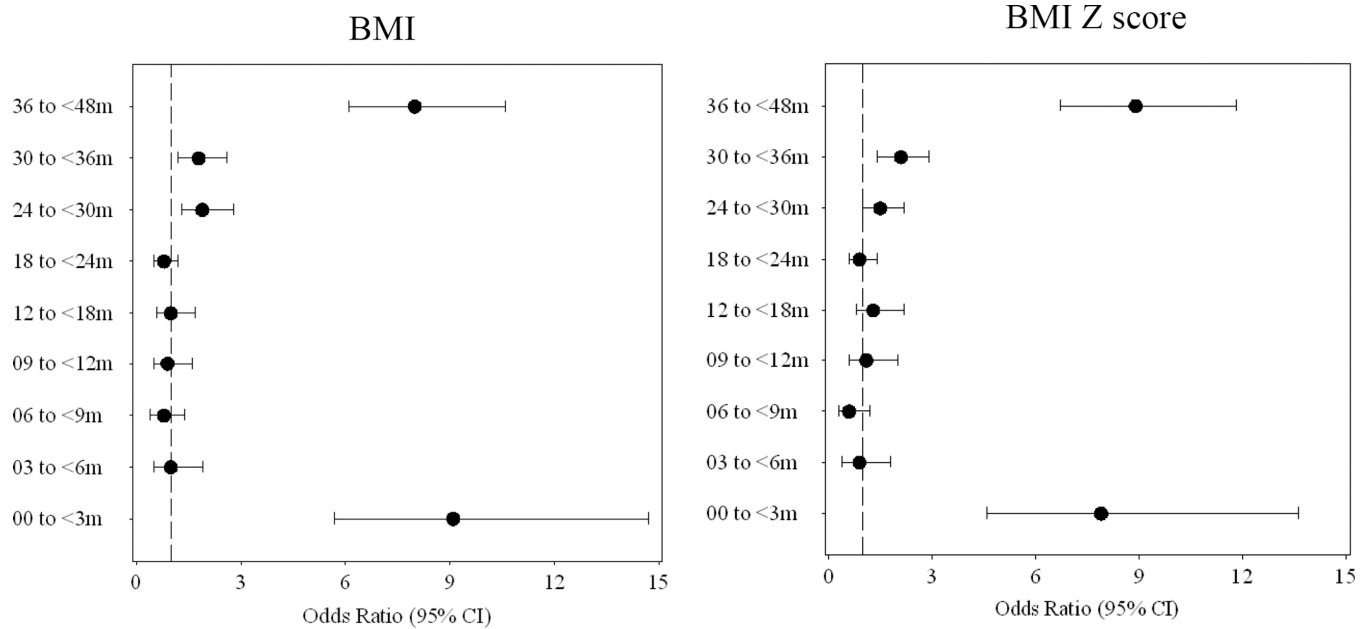 BMI
36 to <48m
30 to <36m
24 to <30m
18 to <24m
12 to <18m
09 to <12m
06 to <9m
03 to <6m
00 to <3m
0 3 6 9 12 15
Odds Ratio (95% CI)
BMI Z score
36 to <48m
30 to <36m
24 to <30m
18 to <24m
12 to <18m
09 to <12m
06 to <9m
03 to <6m
00 to <3m
0 3 6 9 12 15
Odds Ratio (95% CI)